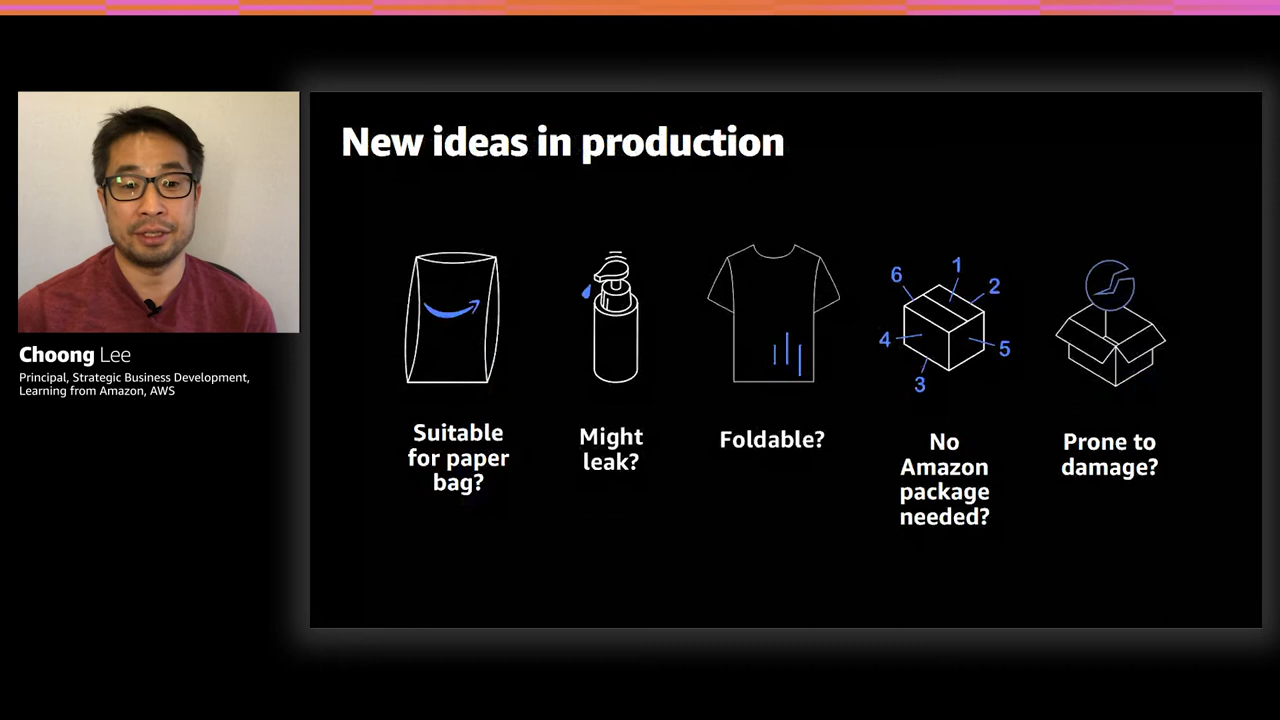 New ideas in production
Choong Lee
Principal, Strategic Business Development,
Learning from Amazon, AWS
Suitable
for paper
bag?
Might
leak?
Foldable?
6
1
2
4
5
3
No
Amazon
package
needed?
Prone to
damage?